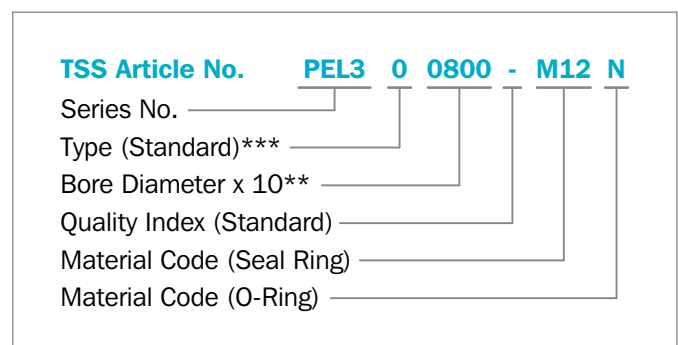 TSS Article No. PEL3 0 0800 - M12 N
Series No.
Type (Standard)***
Bore Diameter x 10**
Quality Index (Standard)
Material Code (Seal Ring)
Material Code (O-Ring)